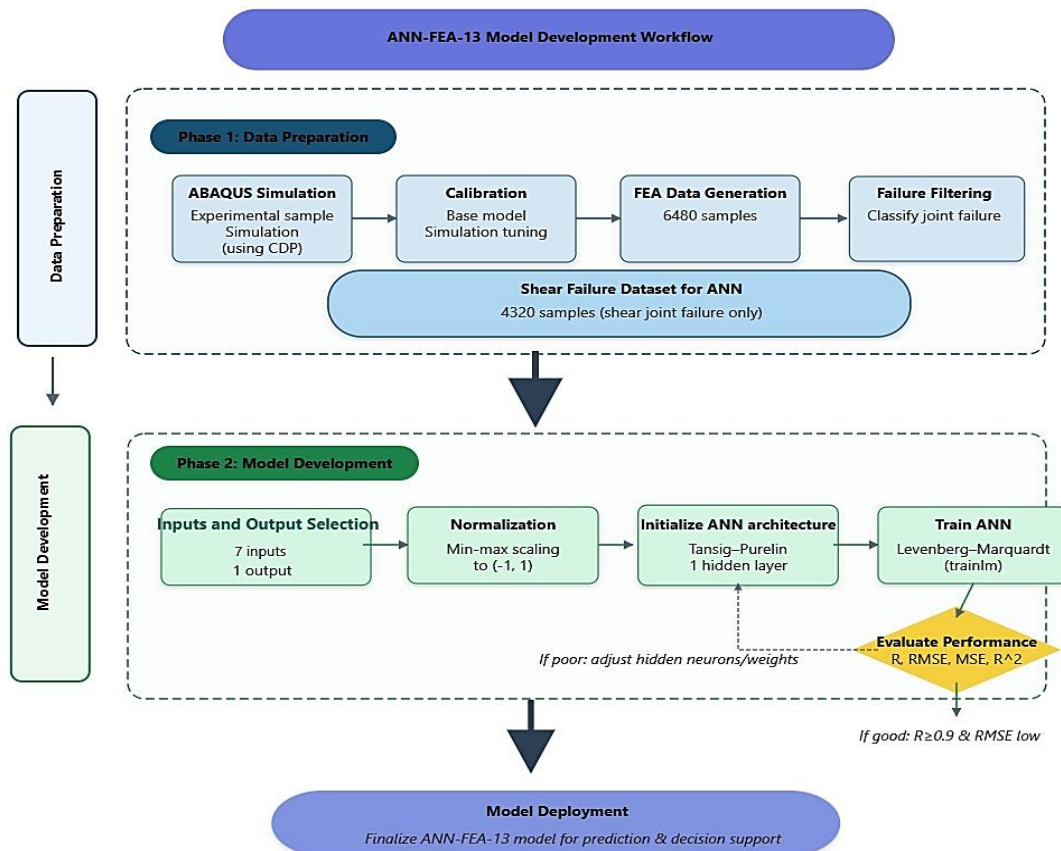 ANN-FEA-13 Model Development Workflow
Data Preparation
Phase 1: Data Preparation
ABAQUS Simulation
Experimental sample
Simulation
(using CDP)
Calibration
Base model
Simulation tuning
FEA Data Generation
6480 samples
Failure Filtering
Classify joint failure
Shear Failure Dataset for ANN
4320 samples (shear joint failure only)
Model Development
Phase 2: Model Development
Inputs and Output Selection
7 inputs
1 output
Normalization
Min-max scaling
to (-1, 1)
Initialize ANN architecture
Tansig–Purelin
1 hidden layer
Train ANN
Levenberg–Marquardt
(trainlm)
Evaluate Performance
R, RMSE, MSE, R^2
If poor: adjust hidden neurons/weights
If good: R≥0.9 & RMSE low
Model Deployment
Finalize ANN-FEA-13 model for prediction & decision support